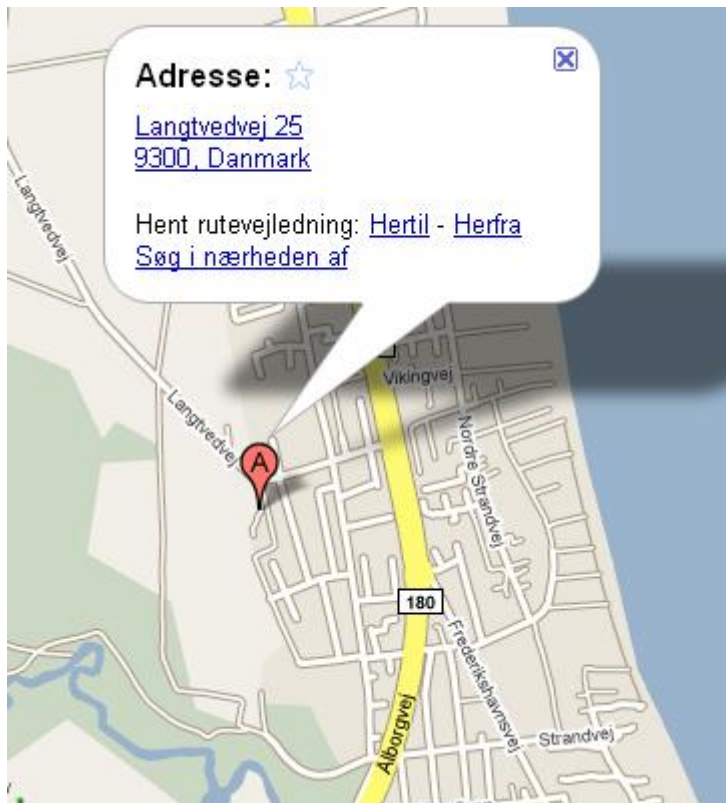 Adresse:
Langtvedvej 25
9300, Danmark
Hent rutevejledning: Hertil - Herfra
Søg i nærheden af
Langtvedvej
Langtvedvej
Vikingvej
Nordre Strandvej
180
Frederikshavnsvej
Ålborgvej
Strandvej
A